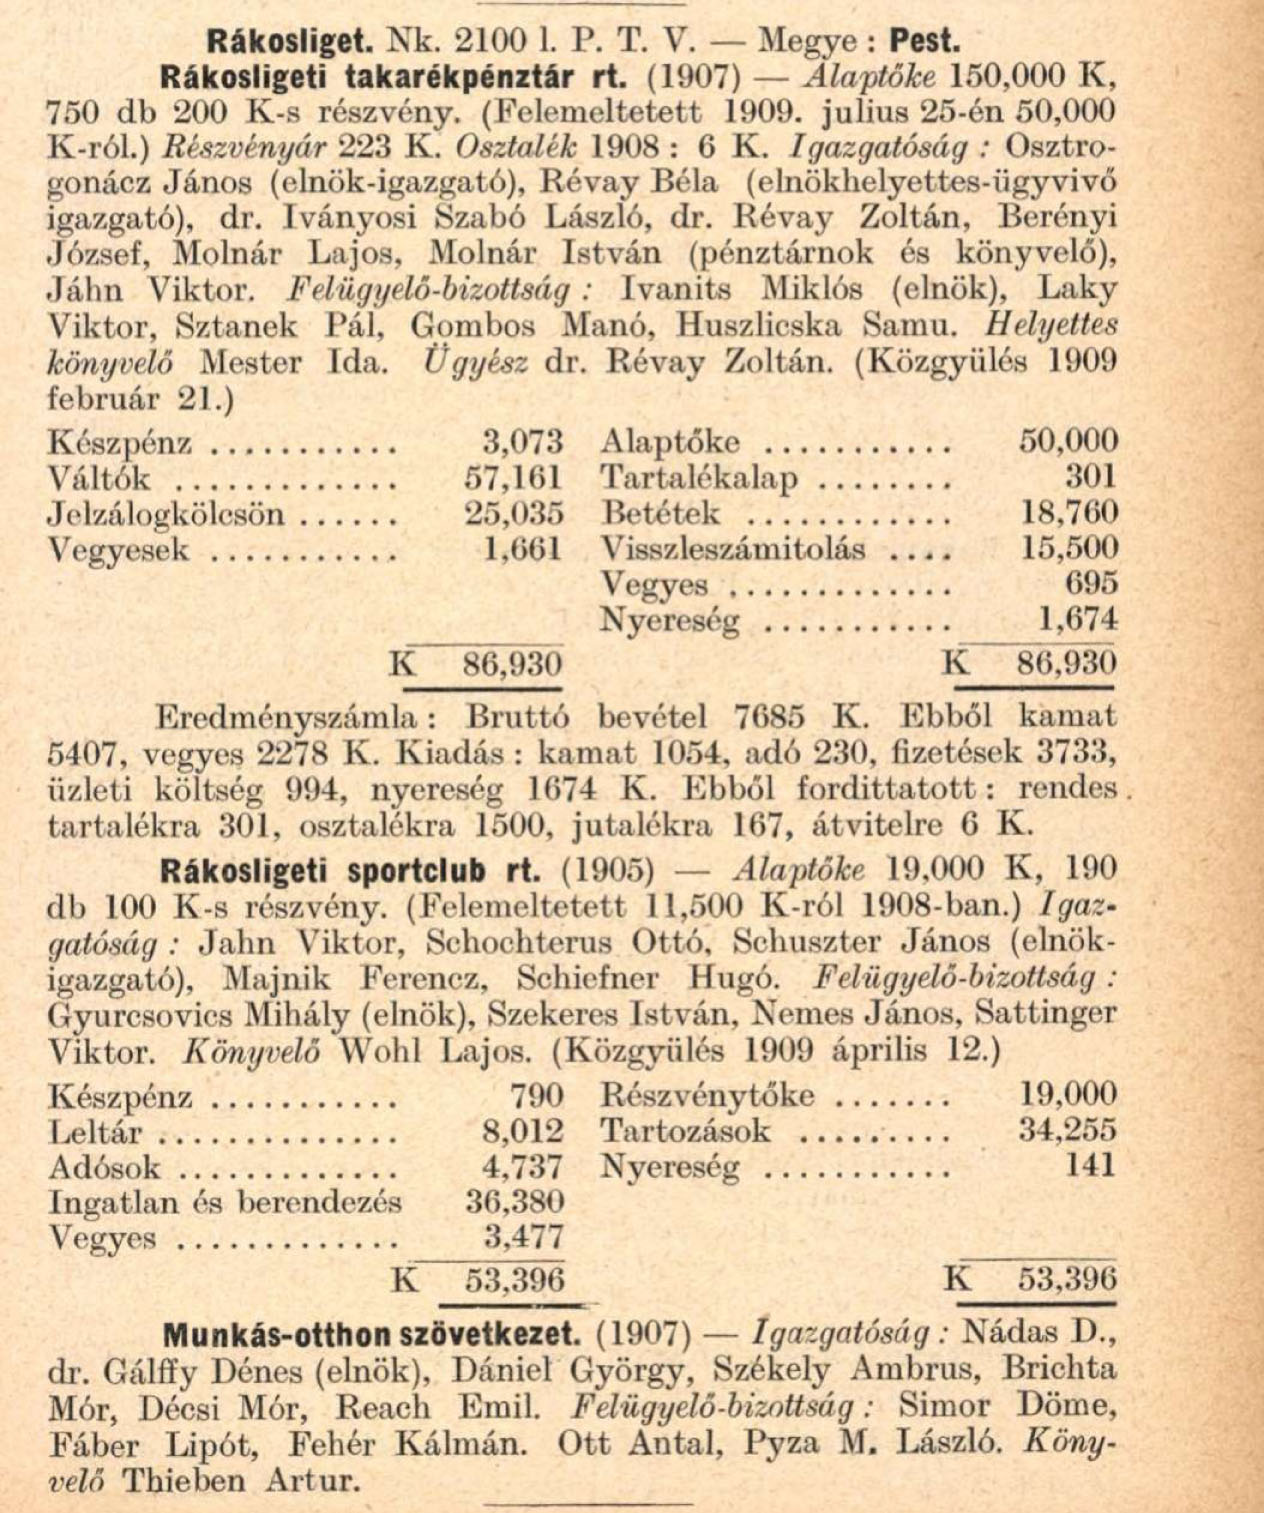 Rákosliget. Nk. 2100 l. P. T. V. — Megye : Pest.
Rákosligeti takarékpénztár rt. (1907) — Alaptőke 150,000 K,
750 db 200 K-s részvény. (Felemeltetett 1909. julius 25-én 50,000
K-ról.) Részvényár 223 K. Osztalék 1908 : 6 K. Igazgatóság : Osztro-
gonácz János (elnök-igazgató), Révay Béla (elnökhelyettes-ügyvivő
igazgató), dr. Iványosi Szabó László, dr. Révay Zoltán, Berényi
József, Molnár Lajos, Molnár István (pénztárnok és könyvelő),
Jáhn Viktor. Felügyelő-bizottság : Ivanits Miklós (elnök), Laky
Viktor, Sztanek Pál, Gombos Manó, Huszlicska Samu. Helyettes
könyvelő Mester Ida. Ügyész dr. Révay Zoltán. (Közgyülés 1909
február 21.)
Készpénz ........... 3,073 Alaptőke ........... 50,000
Váltók ............. 57,161 Tartalékalap ........ 301
Jelzálogkölcsön ...... 25,035 Betétek ............ 18,760
Vegyesek ........... 1,661 Visszleszámitolás .... 15,500
Vegyes ............. 695
Nyereség ........... 1,674
K 86,930 K 86,930
Eredményszámla : Bruttó bevétel 7685 K. Ebből kamat
5407, vegyes 2278 K. Kiadás : kamat 1054, adó 230, fizetések 3733,
üzleti költség 994, nyereség 1674 K. Ebből fordittatott : rendes
tartalékra 301, osztalékra 1500, jutalékra 167, átvitelre 6 K.
Rákosligeti sportclub rt. (1905) — Alaptőke 19,000 K, 190
db 100 K-s részvény. (Felemeltetett 11,500 K-ról 1908-ban.) Igaz-
gatóság : Jahn Viktor, Schochterus Ottó, Schuszter János (elnök-
igazgató), Majnik Ferencz, Schiefner Hugó. Felügyelő-bizottság :
Gyurcsovics Mihály (elnök), Szekeres István, Nemes János, Sattinger
Viktor. Könyvelő Wohl Lajos. (Közgyülés 1909 április 12.)
Készpénz ........... 790 Részvénytőke ....... 19,000
Leltár .............. 8,012 Tartozások ......... 34,255
Adósok ............. 4,737 Nyereség ........... 141
Ingatlan és berendezés 36,380
Vegyes ............. 3,477
K 53,396 K 53,396
Munkás-otthon szövetkezet. (1907) — Igazgatóság : Nádas D.,
dr. Gálffy Dénes (elnök), Dániel György, Székely Ambrus, Brichta
Mór, Décsi Mór, Reach Emil. Felügyelő-bizottság : Simor Döme,
Fáber Lipót, Fehér Kálmán. Ott Antal, Pyza M. László. Köny-
velő Thieben Artur.